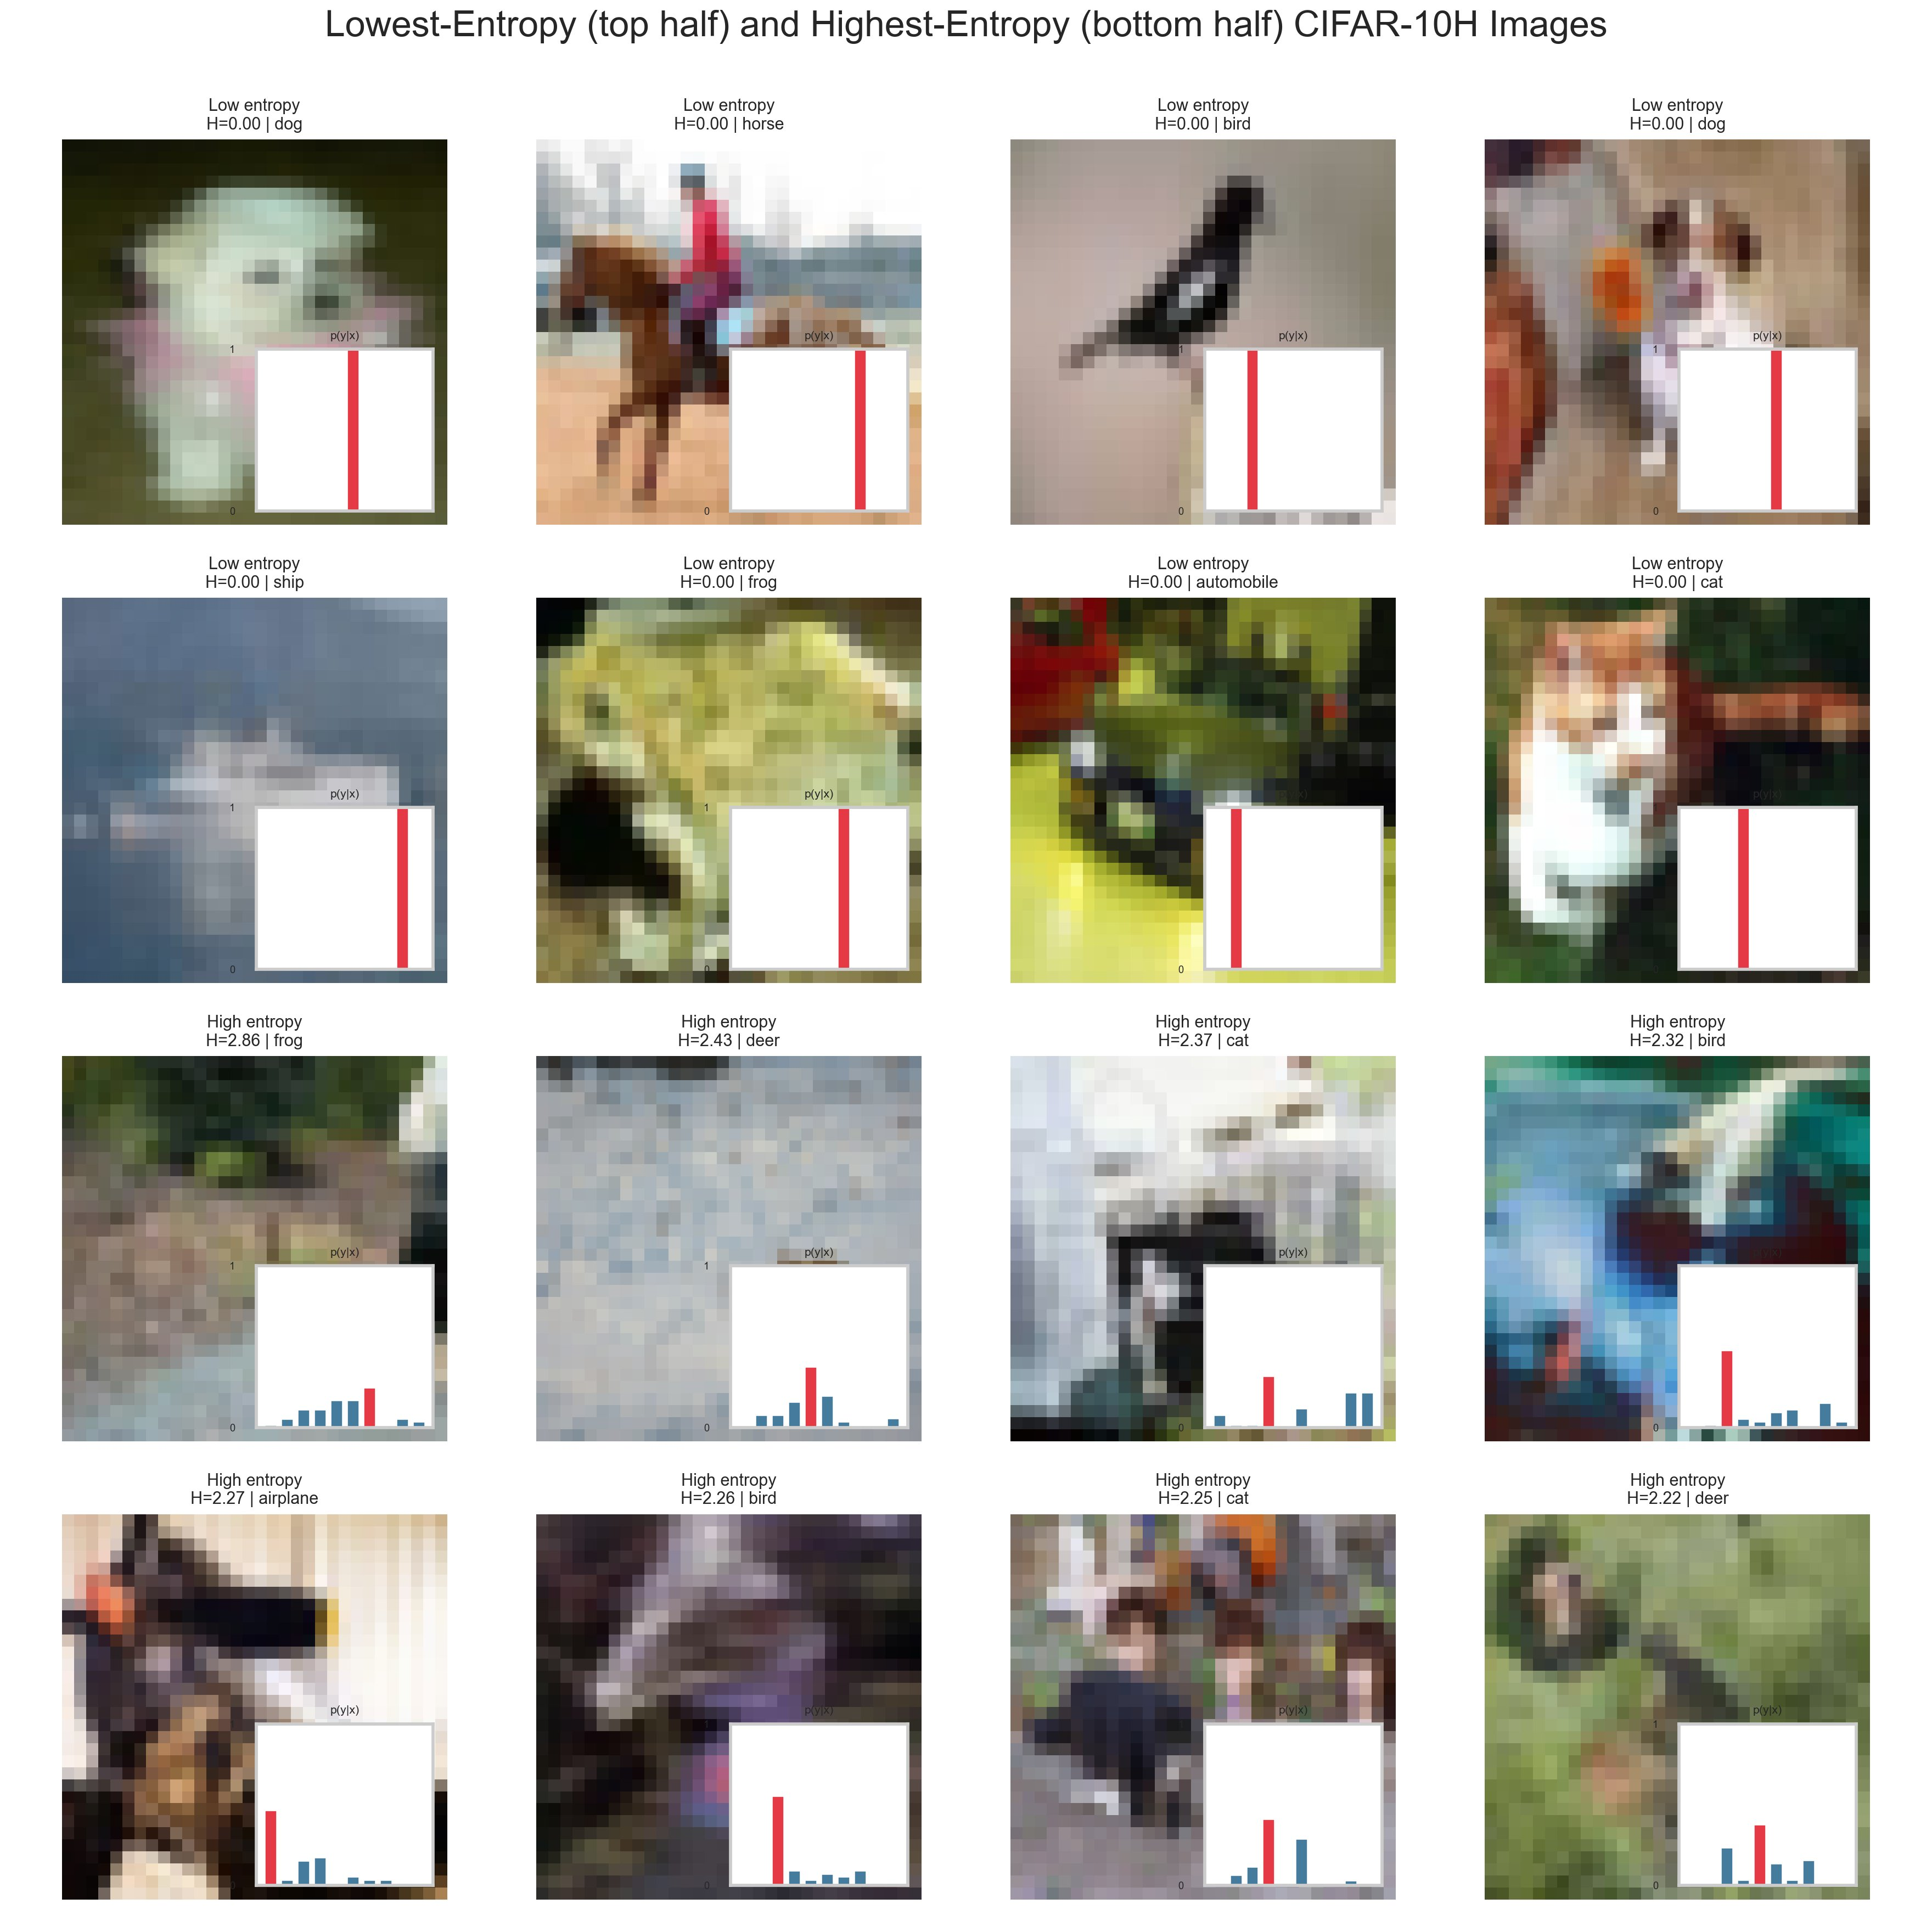 Lowest-Entropy (top half) and Highest-Entropy (bottom half) CIFAR-10H Images
Low entropy
H=0.00 | dog
p(y|x)
1
0
Low entropy
H=0.00 | horse
p(y|x)
0
Low entropy
H=0.00 | bird
p(y|x)
1
0
Low entropy
H=0.00 | dog
p(y|x)
1
0
Low entropy
H=0.00 | ship
p(y|x)
1
0
Low entropy
H=0.00 | frog
p(y|x)
1
0
Low entropy
H=0.00 | automobile
0
Low entropy
H=0.00 | cat
p(y|x)
High entropy
H=2.86 | frog
p(y|x)
1
0
High entropy
H=2.43 | deer
p(y|x)
1
0
High entropy
H=2.37 | cat
p(y|x)
0
High entropy
H=2.32 | bird
1
0
High entropy
H=2.27 | airplane
p(y|x)
High entropy
H=2.26 | bird
p(y|x)
0
High entropy
H=2.25 | cat
p(y|x)
1
0
High entropy
H=2.22 | deer
p(y|x)
1
0